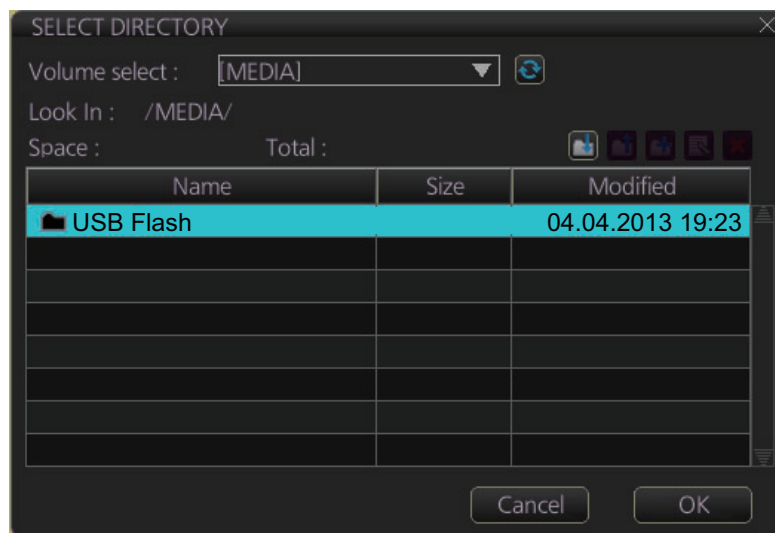 SELECT DIRECTORY
Volume select : [MEDIA]
Look In : /MEDIA/
Space : Total :
Name Size Modified
USB Flash 04.04.2013 19:23
Cancel OK